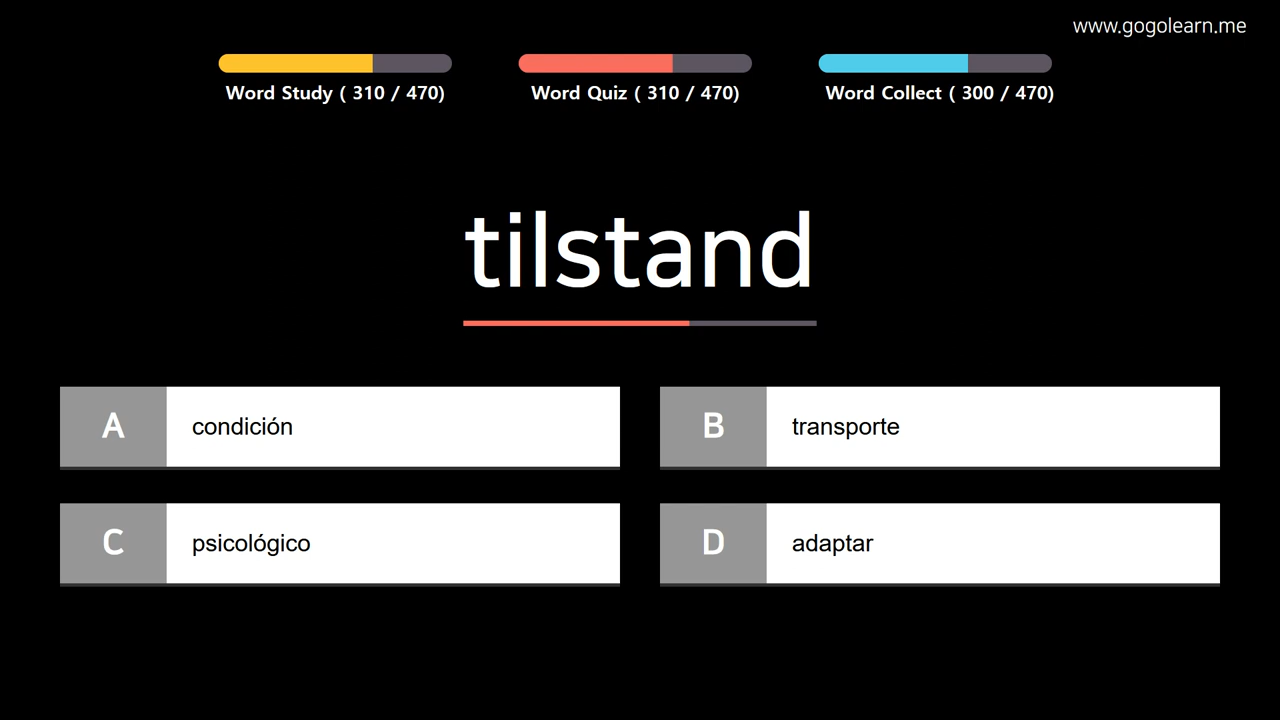 www.gogolearn.me
Word Study ( 310 / 470)
Word Quiz ( 310 / 470)
Word Collect ( 300 / 470)
tilstand
A condición
B transporte
C psicológico
D adaptar